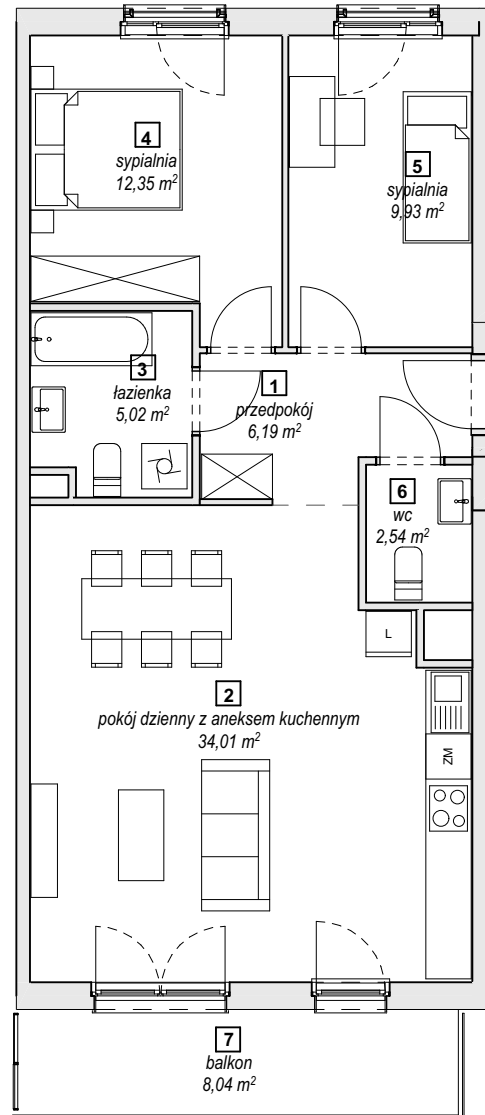 4
sypialnia
12,35 m²
5
sypialnia
9,93 m²
3
łazienka
5,02 m²
1
przedpokój
6,19 m²
6
wc
2,54 m²
L
2
pokój dzienny z aneksem kuchennym
34,01 m²
ZM
7
balkon
8,04 m²